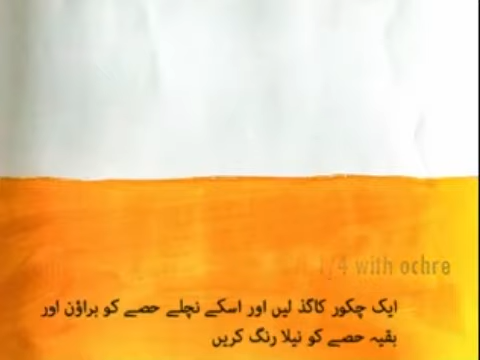 1/4 with ochre
ایک چکور کاگذ لیں اور اسکے نچلے حصے کو براؤن اور
بقیہ حصے کو نیلا رنگ کریں